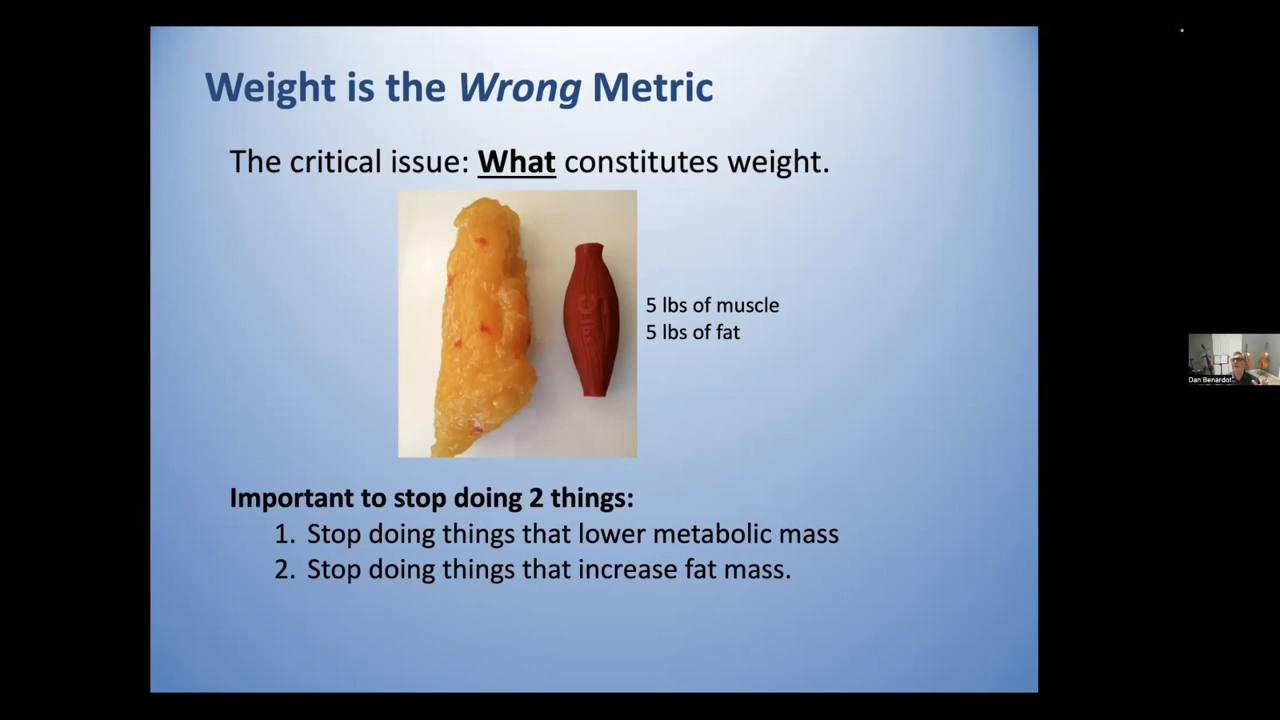 Weight is the Wrong Metric
The critical issue: What constitutes weight.
5 lbs of muscle
5 lbs of fat
Dan Benardot
Important to stop doing 2 things:
1. Stop doing things that lower metabolic mass
2. Stop doing things that increase fat mass.